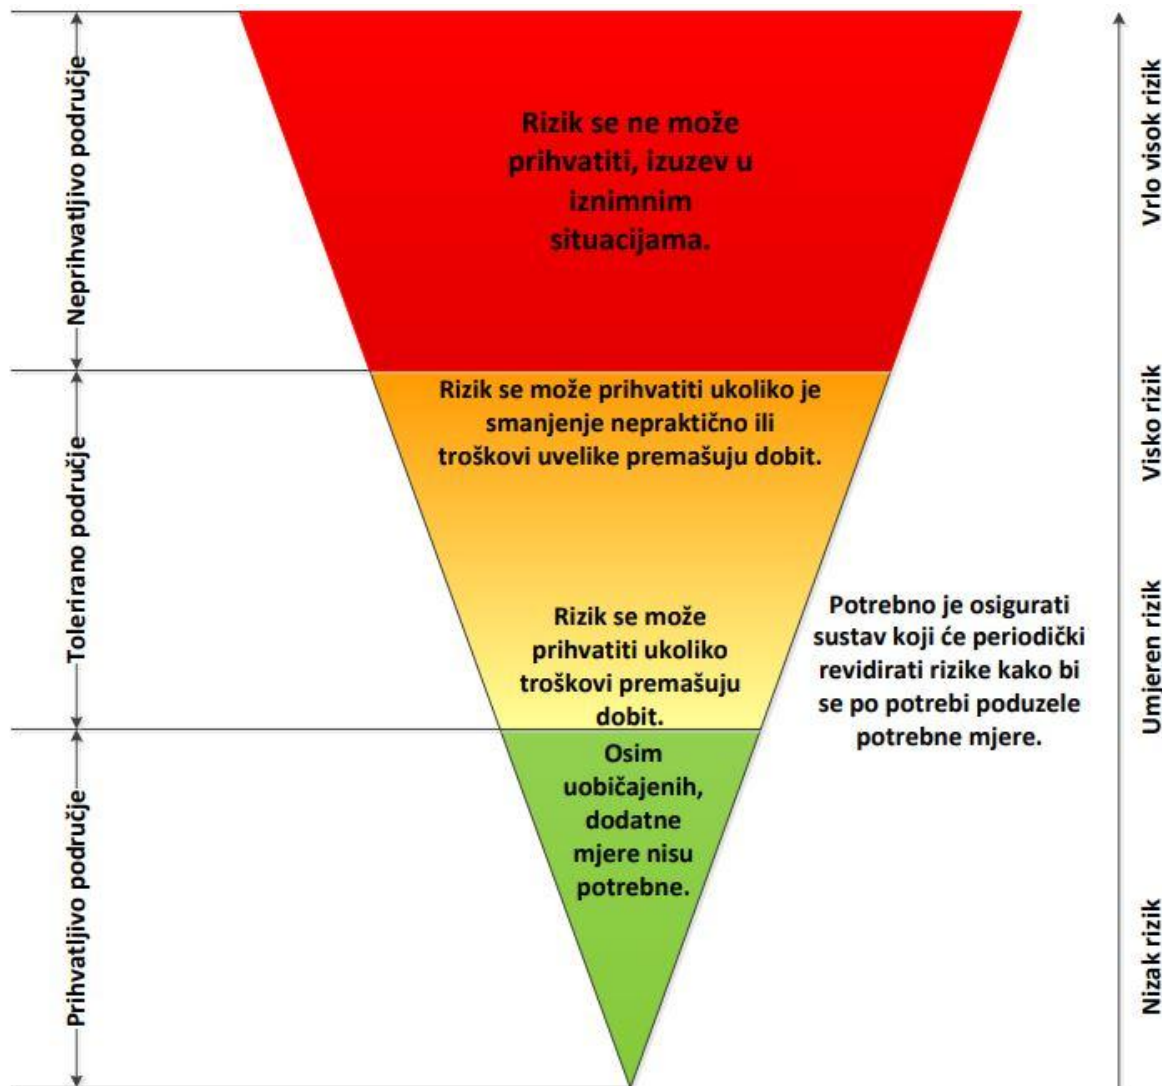 Neprihvatljivo područje
Tolerirano područje
Prihvatljivo područje
Rizik se ne može
prihvatiti, izuzev u
iznimnim
situacijama.
Rizik se može prihvatiti ukoliko je
smanjenje nepraktično ili
troškovi uvelike premašuju dobit.
Rizik se može
prihvatiti ukoliko
troškovi premašuju
dobit.
Osim
uobičajenih,
dodatne
mjere nisu
potrebne.
Potrebno je osigurati
sustav koji će periodički
revidirati rizike kako bi
se po potrebi poduzele
potrebne mjere.
Vrlo visok rizik
Visko rizik
Umjeren rizik
Nizak rizik